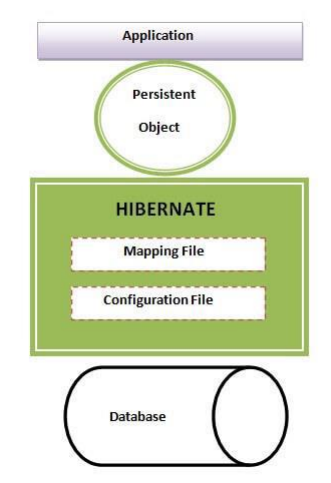 Application
Persistent
Object
HIBERNATE
Mapping File
Configuration File
Database